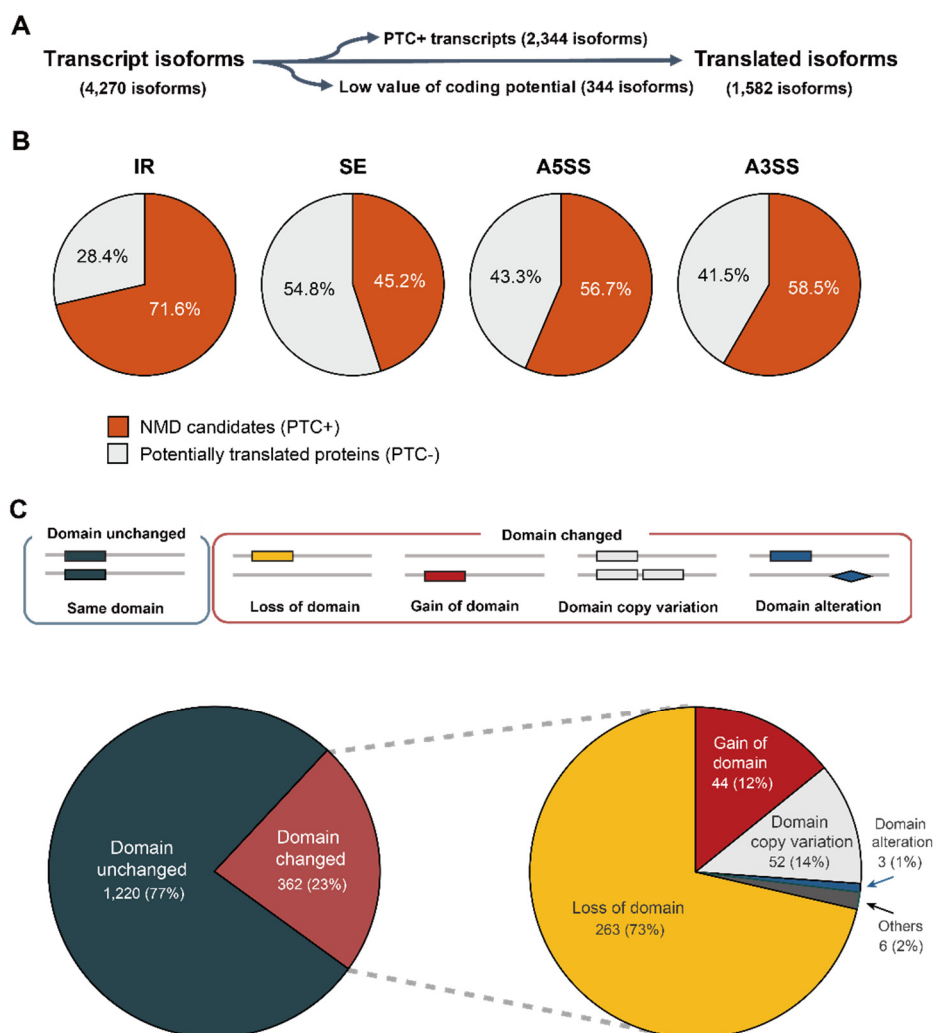 A
Transcript isoforms
(4,270 isoforms)
PTC+ transcripts (2,344 isoforms)
Low value of coding potential (344 isoforms)
Translated isoforms
(1,582 isoforms)
B
IR
SE
A5SS
A3SS
28.4%
71.6%
54.8%
45.2%
43.3%
56.7%
41.5%
58.5%
NMD candidates (PTC+)
Potentially translated proteins (PTC-)
C
Domain unchanged
Same domain
Domain changed
Loss of domain
Gain of domain
Domain copy variation
Domain alteration
Domain
unchanged
1,220 (77%)
Domain
changed
362 (23%)
Gain of
domain
44 (12%)
Domain
copy variation
52 (14%)
Domain
alteration
3 (1%)
Others
6 (2%)
Loss of domain
263 (73%)